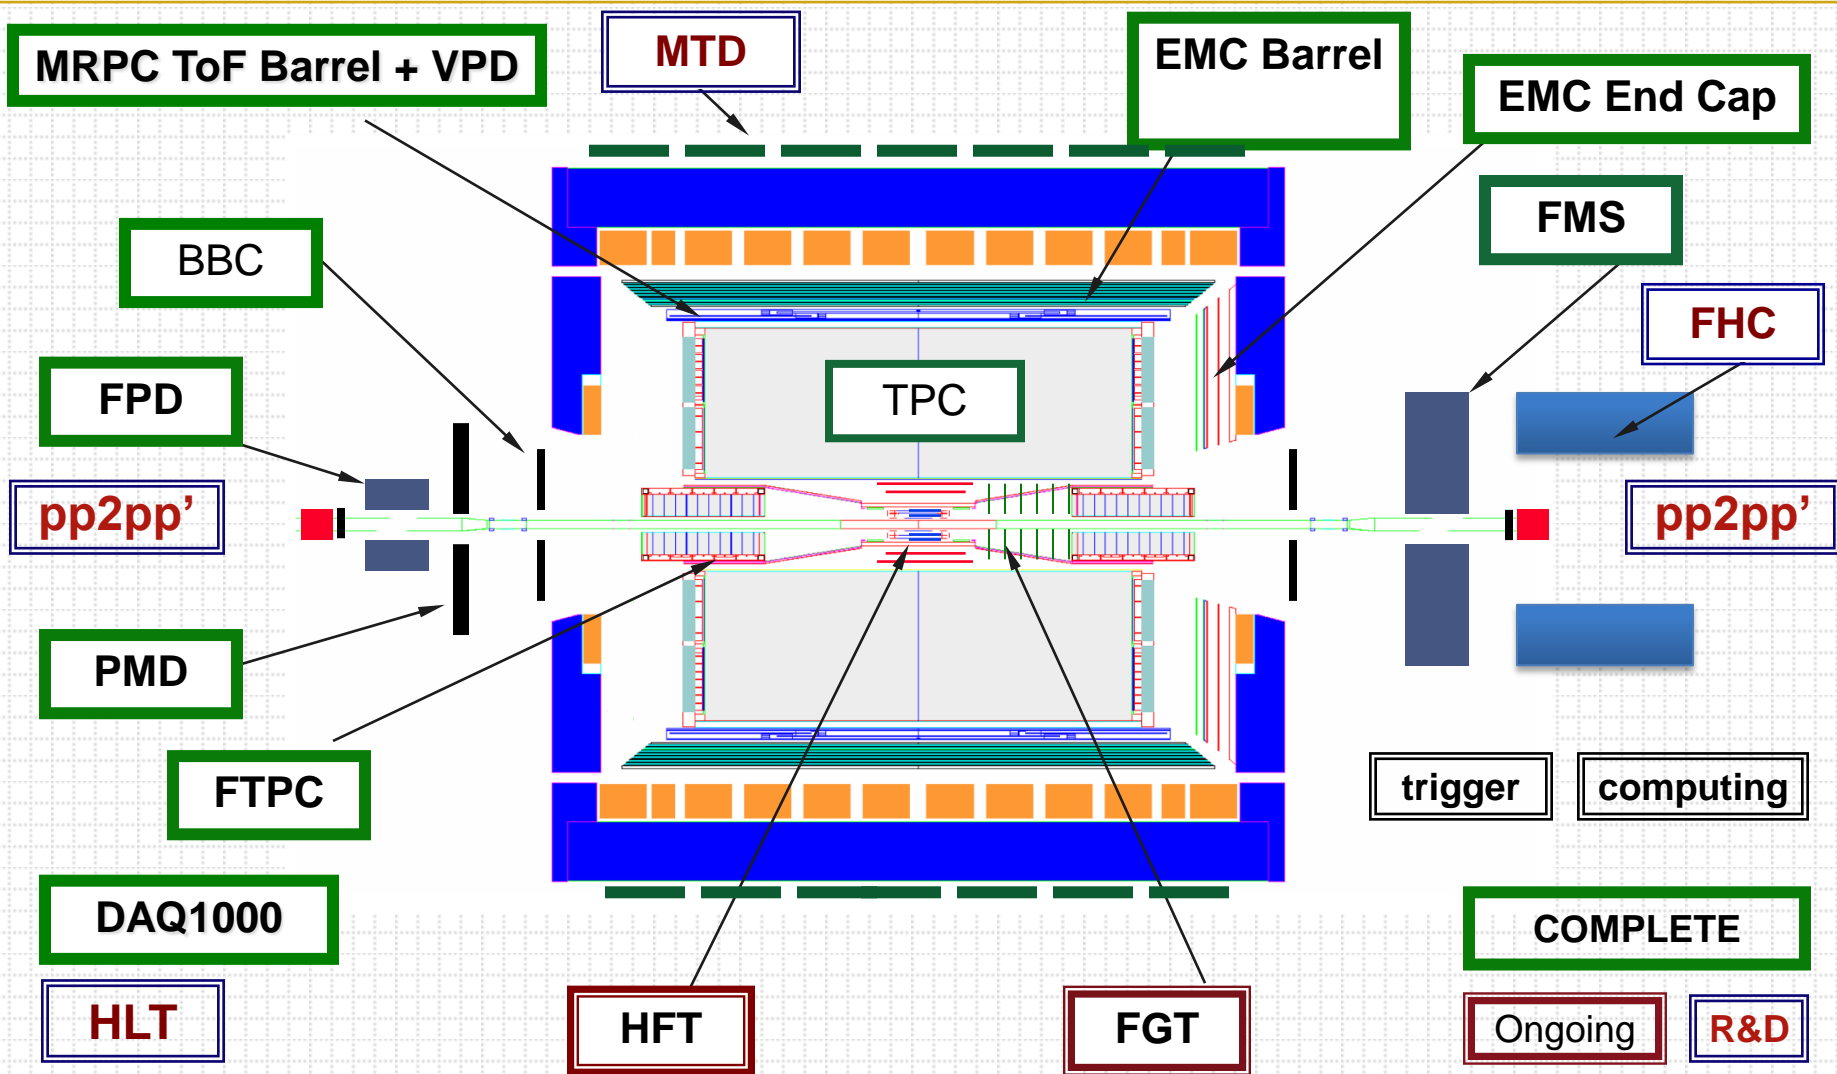 MRPC ToF Barrel + VPD
MTD
EMC Barrel
EMC End Cap
BBC
FMS
FHC
FPD
TPC
pp2pp’
pp2pp’
PMD
FTPC
trigger
computing
DAQ1000
COMPLETE
HLT
HFT
FGT
Ongoing
R&D